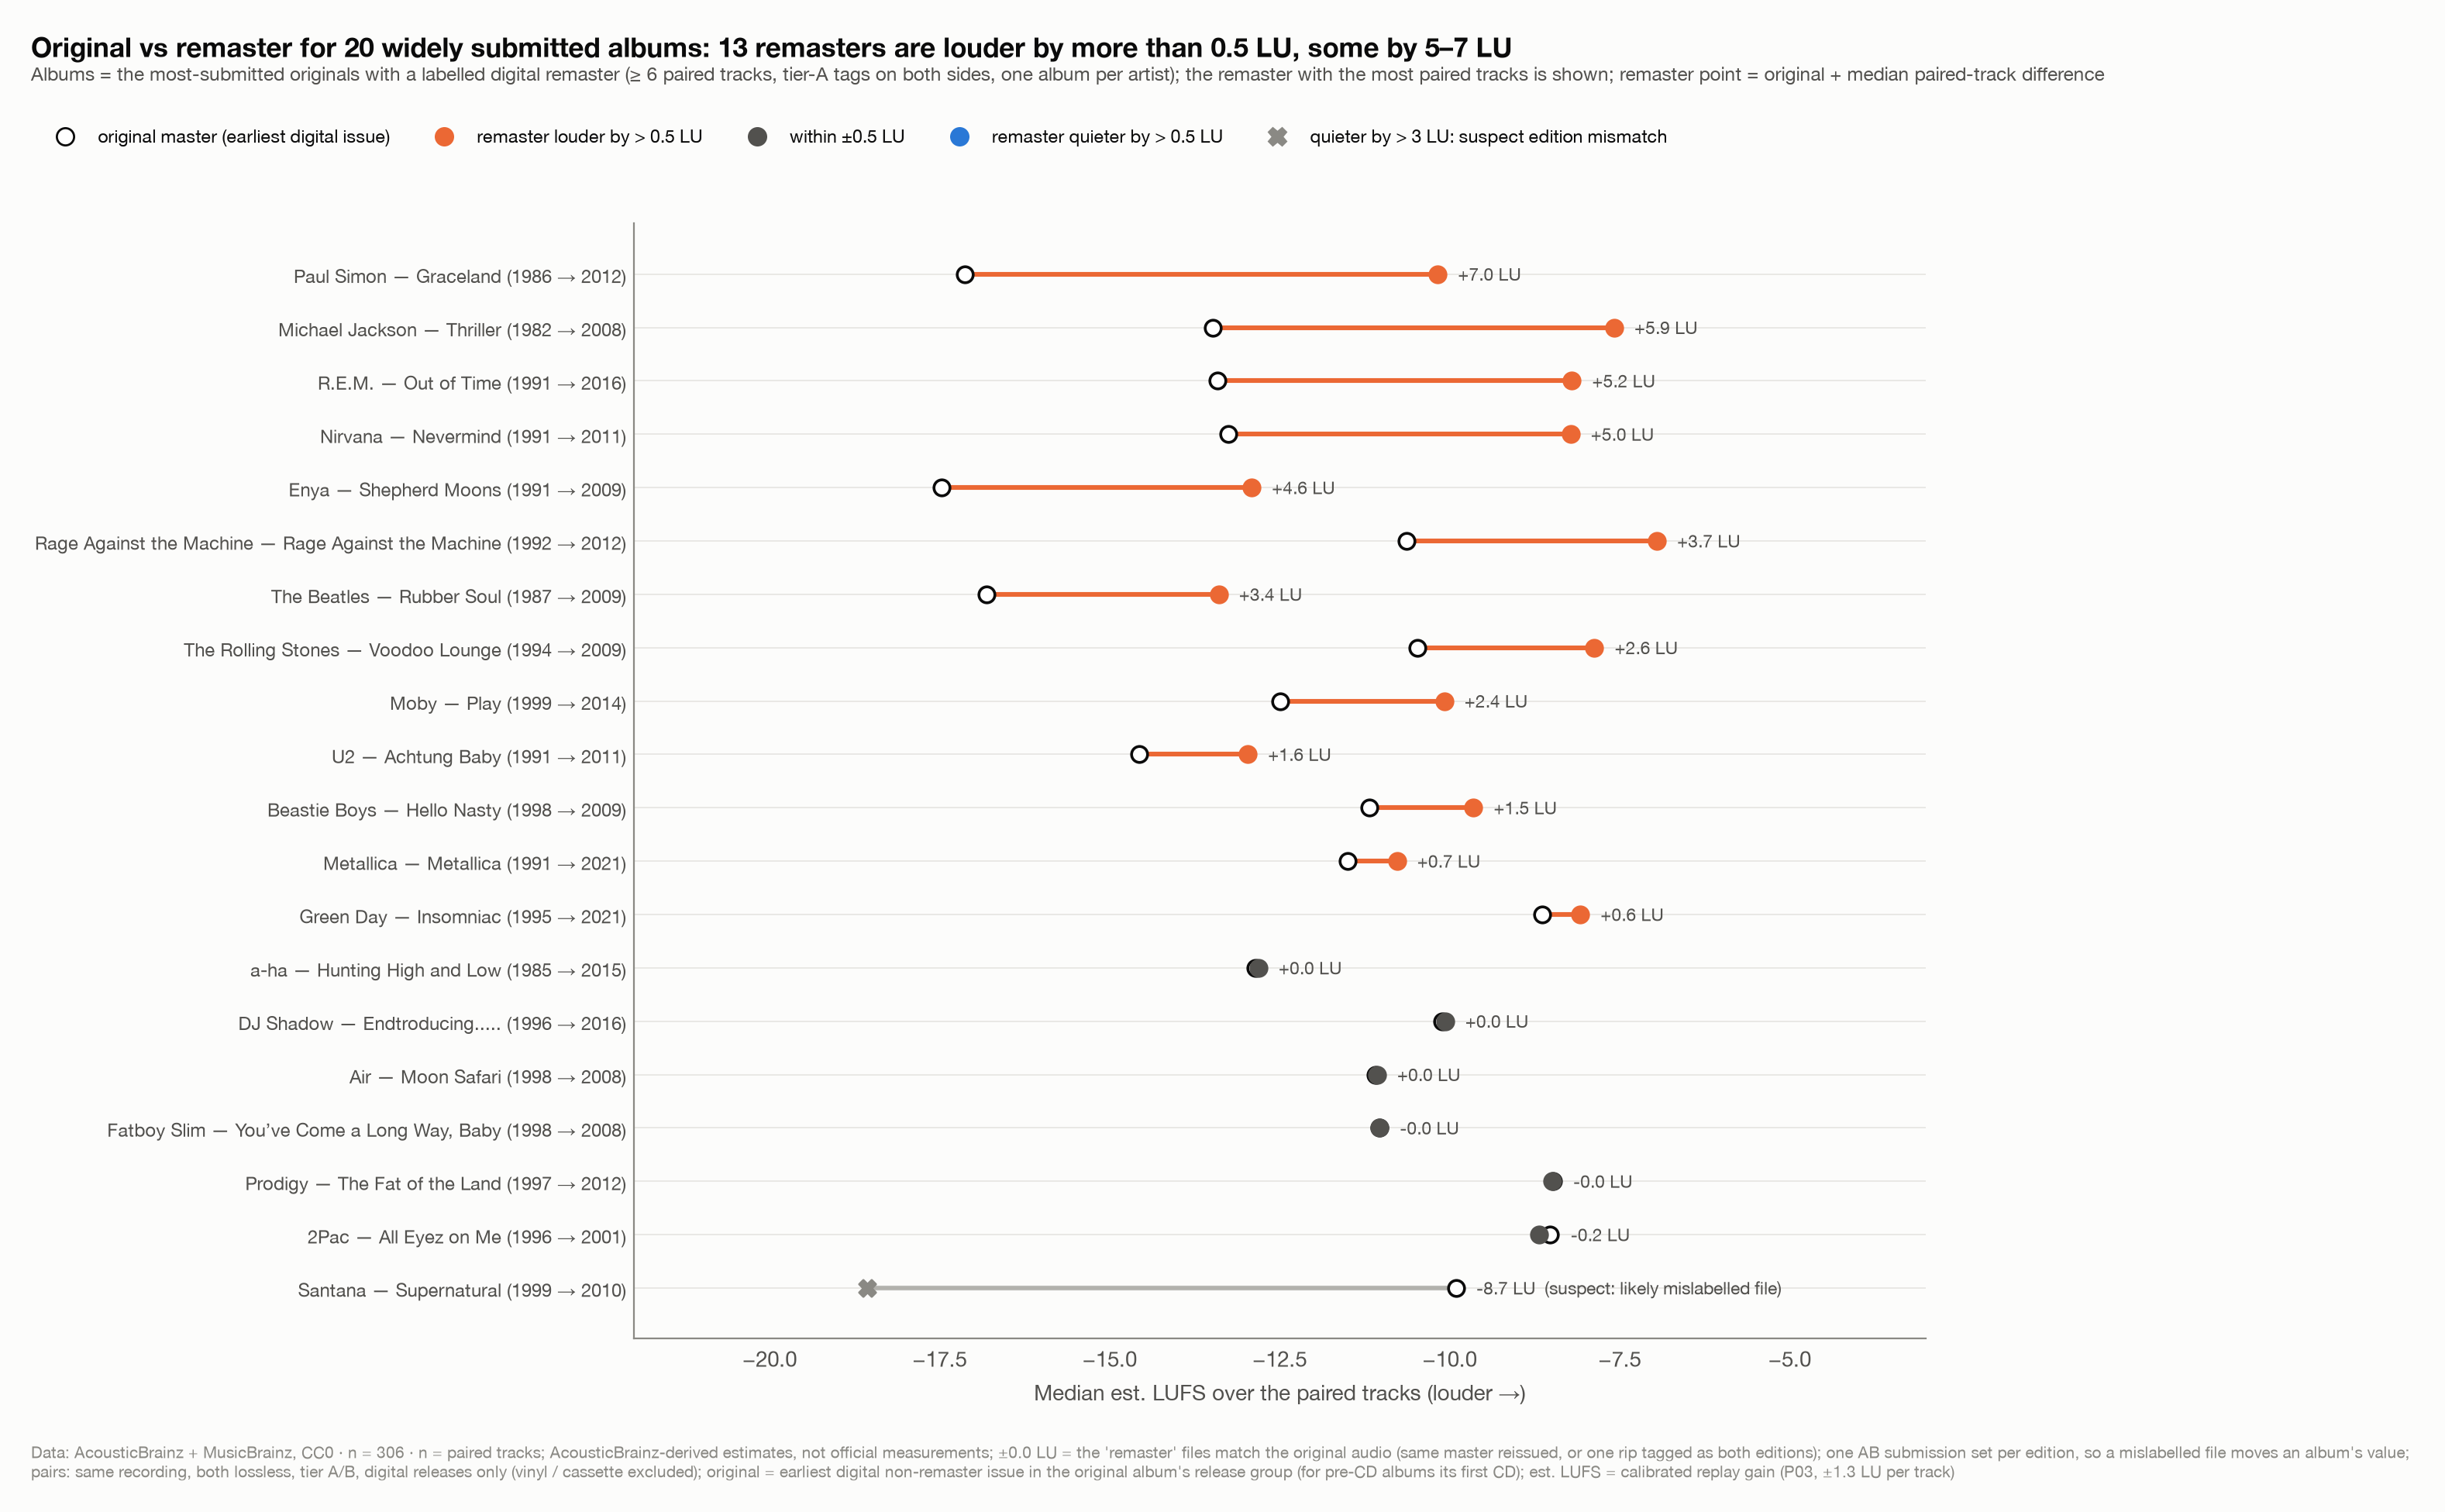 Original vs remaster for 20 widely submitted albums: 13 remasters are louder by more than 0.5 LU, some by 5–7 LU
Albums = the most-submitted originals with a labelled digital remaster (≥ 6 paired tracks, tier-A tags on both sides, one album per artist); the remaster with the most paired tracks is shown; remaster point = original + median paired-track difference
original master (earliest digital issue)
remaster louder by > 0.5 LU
within ±0.5 LU
remaster quieter by > 0.5 LU
quieter by > 3 LU: suspect edition mismatch
Paul Simon — Graceland (1986 → 2012) +7.0 LU
Michael Jackson — Thriller (1982 → 2008) +5.9 LU
R.E.M. — Out of Time (1991 → 2016) +5.2 LU
Nirvana — Nevermind (1991 → 2011) +5.0 LU
Enya — Shepherd Moons (1991 → 2009) +4.6 LU
Rage Against the Machine — Rage Against the Machine (1992 → 2012) +3.7 LU
The Beatles — Rubber Soul (1987 → 2009) +3.4 LU
The Rolling Stones — Voodoo Lounge (1994 → 2009) +2.6 LU
Moby — Play (1999 → 2014) +2.4 LU
U2 — Achtung Baby (1991 → 2011) +1.6 LU
Beastie Boys — Hello Nasty (1998 → 2009) +1.5 LU
Metallica — Metallica (1991 → 2021) +0.7 LU
Green Day — Insomniac (1995 → 2021) +0.6 LU
a-ha — Hunting High and Low (1985 → 2015) +0.0 LU
DJ Shadow — Endtroducing..... (1996 → 2016) +0.0 LU
Air — Moon Safari (1998 → 2008) +0.0 LU
Fatboy Slim — You’ve Come a Long Way, Baby (1998 → 2008) -0.0 LU
Prodigy — The Fat of the Land (1997 → 2012) -0.0 LU
2Pac — All Eyez on Me (1996 → 2001) -0.2 LU
Santana — Supernatural (1999 → 2010) -8.7 LU (suspect: likely mislabelled file)
−20.0 −17.5 −15.0 −12.5 −10.0 −7.5 −5.0
Median est. LUFS over the paired tracks (louder →)
Data: AcousticBrainz + MusicBrainz, CC0 · n = 306 · n = paired tracks; AcousticBrainz-derived estimates, not official measurements; ±0.0 LU = the 'remaster' files match the original audio (same master reissued, or one rip tagged as both editions); one AB submission set per edition, so a mislabelled file moves an album's value;
pairs: same recording, both lossless, tier A/B, digital releases only (vinyl / cassette excluded); original = earliest digital non-remaster issue in the original album's release group (for pre-CD albums its first CD); est. LUFS = calibrated replay gain (P03, ±1.3 LU per track)